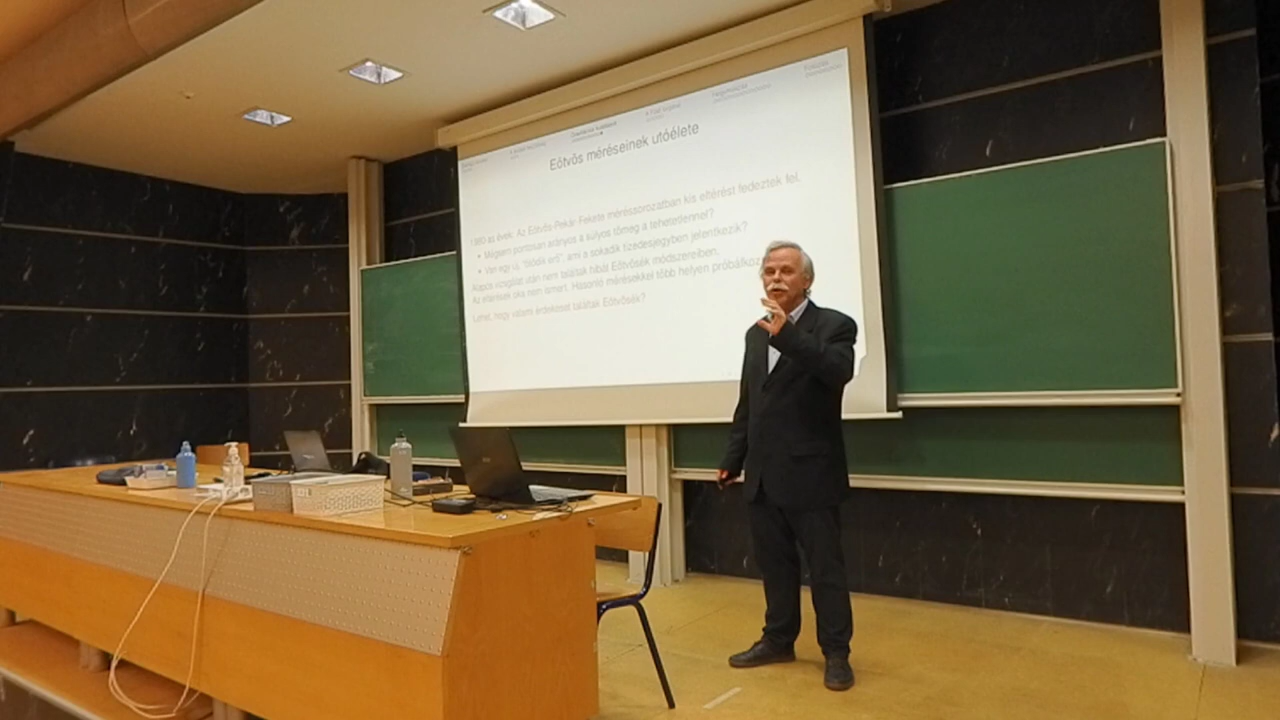 Eötvös méréseinek utóélete
1980-as évek: Az Eötvös-Pekár-Fekete méréssorozatban kis eltérést fedeztek fel.
• Mégsem pontosan arányos a súlyos tömeg a tehetetlennel?
• Van egy új, "ötödik erő", ami a sokadik tizedesjegyben jelentkezik?
Alapos vizsgálat után nem találtak hibát Eötvösék módszereiben.
Az eltérések oka nem ismert. Hasonló mérésekkel több helyen próbálkoz
Lehet, hogy valami érdekeset találtak Eötvösék?